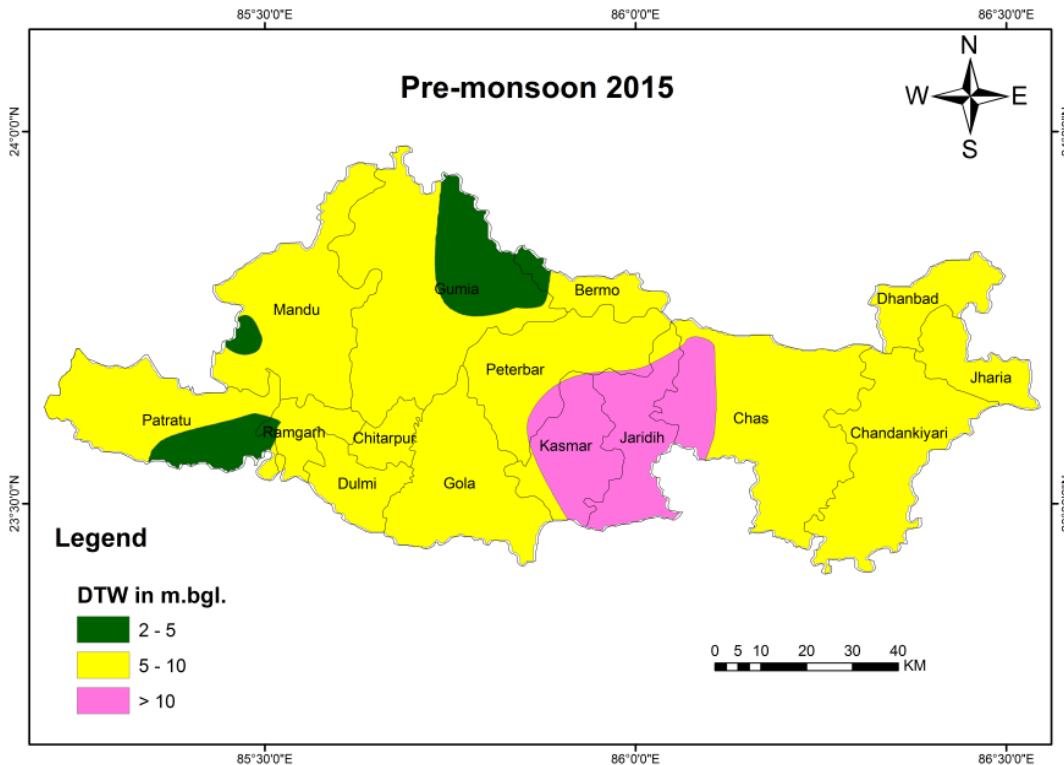 85°30'0"E 86°0'0"E 86°30'0"E
Pre-monsoon 2015
N
W E
S
24°0'0"N
Gumia
Bermo
Mandu
Dhanbad
Peterbar
Jharia
Patratu
Ramgarh
Chitarpur
Kasmar
Jaridih
Chas
Chandankiyari
Dulmi
Gola
23°30'0"N
Legend
DTW in m.bgl.
2 - 5
5 - 10
> 10
0 5 10 20 30 40
KM
85°30'0"E 86°0'0"E 86°30'0"E